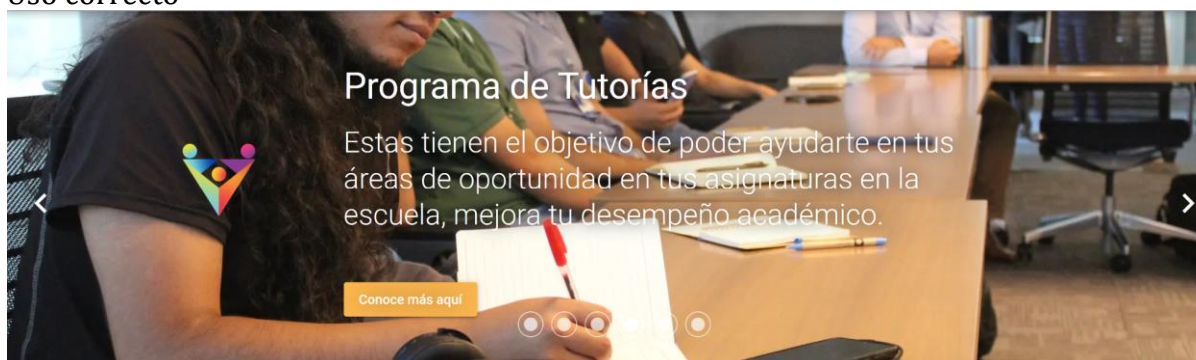 Uso correcto
Programa de Tutorías
Estas tienen el objetivo de poder ayudarte en tus
áreas de oportunidad en tus asignaturas en la
escuela, mejora tu desempeño académico.
Conoce más aquí